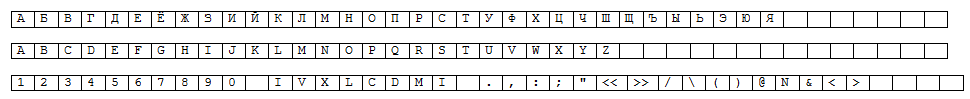 А Б В Г Д Е Ё Ж З И Й К Л М Н О П Р С Т У Ф Х Ц Ч Ш Щ Ъ Ы Ь Э Ю Я
A B C D E F G H I J K L M N O P Q R S T U V W X Y Z
1 2 3 4 5 6 7 8 9 0 I V X L C D M I . , : ; " << >> / \ ( ) @ N & < >